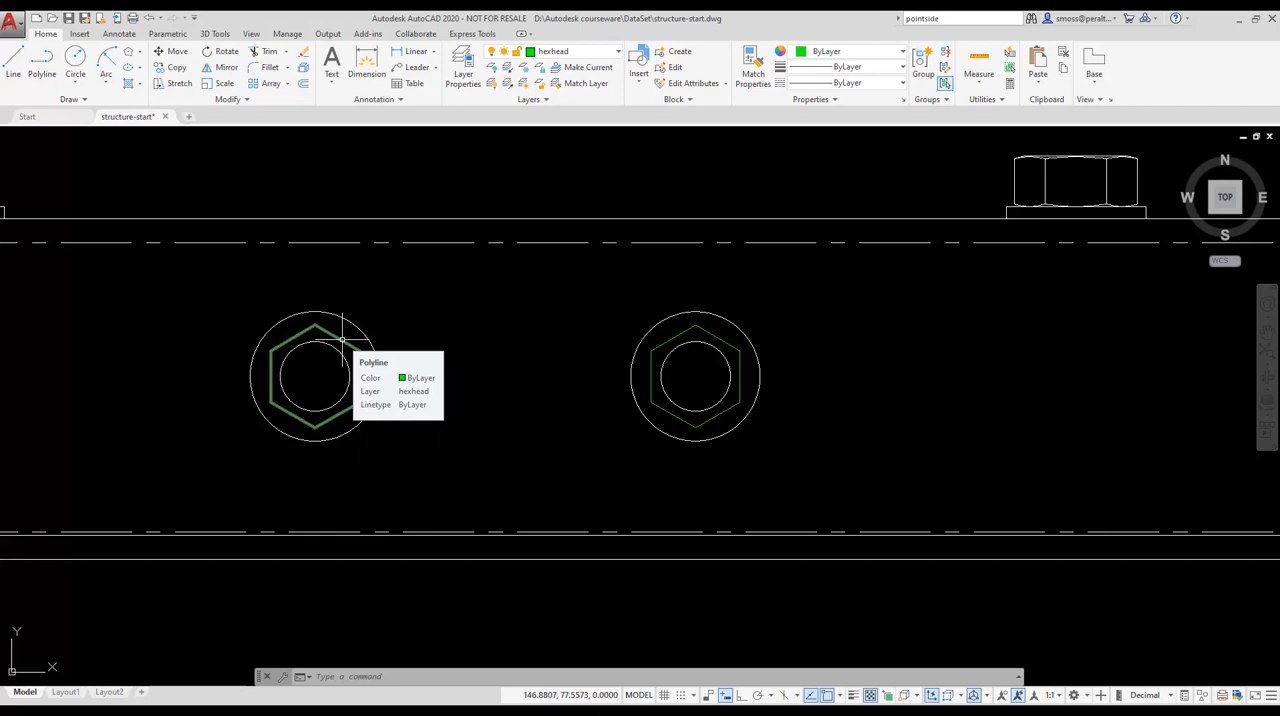 Autodesk AutoCAD 2020 - NOT FOR RESALE D:\Autodesk courseware\DataSet\structure-start.dwg pointside smoss@peralt...
Home Insert Annotate Parametric 3D Tools View Manage Output Add-ins Collaborate Express Tools
Move Rotate Trim Linear hexhead Create ByLayer
Copy Mirror Fillet Leader Make Current Edit ByLayer
Line Polyline Circle Arc Text Dimension Layer Insert Match Group Measure Paste Base
Stretch Scale Array Table Properties Match Layer Edit Attributes Properties ByLayer
Draw Modify Annotation Layers Block Properties Groups Utilities Clipboard View
Start structure-start*
N
W TOP E
S
WCS
Polyline
Color ByLayer
Layer hexhead
Linetype ByLayer
Y
X
Type a command
Model Layout1 Layout2 146.8807, 77.5573, 0.0000 MODEL 1:1 Decimal